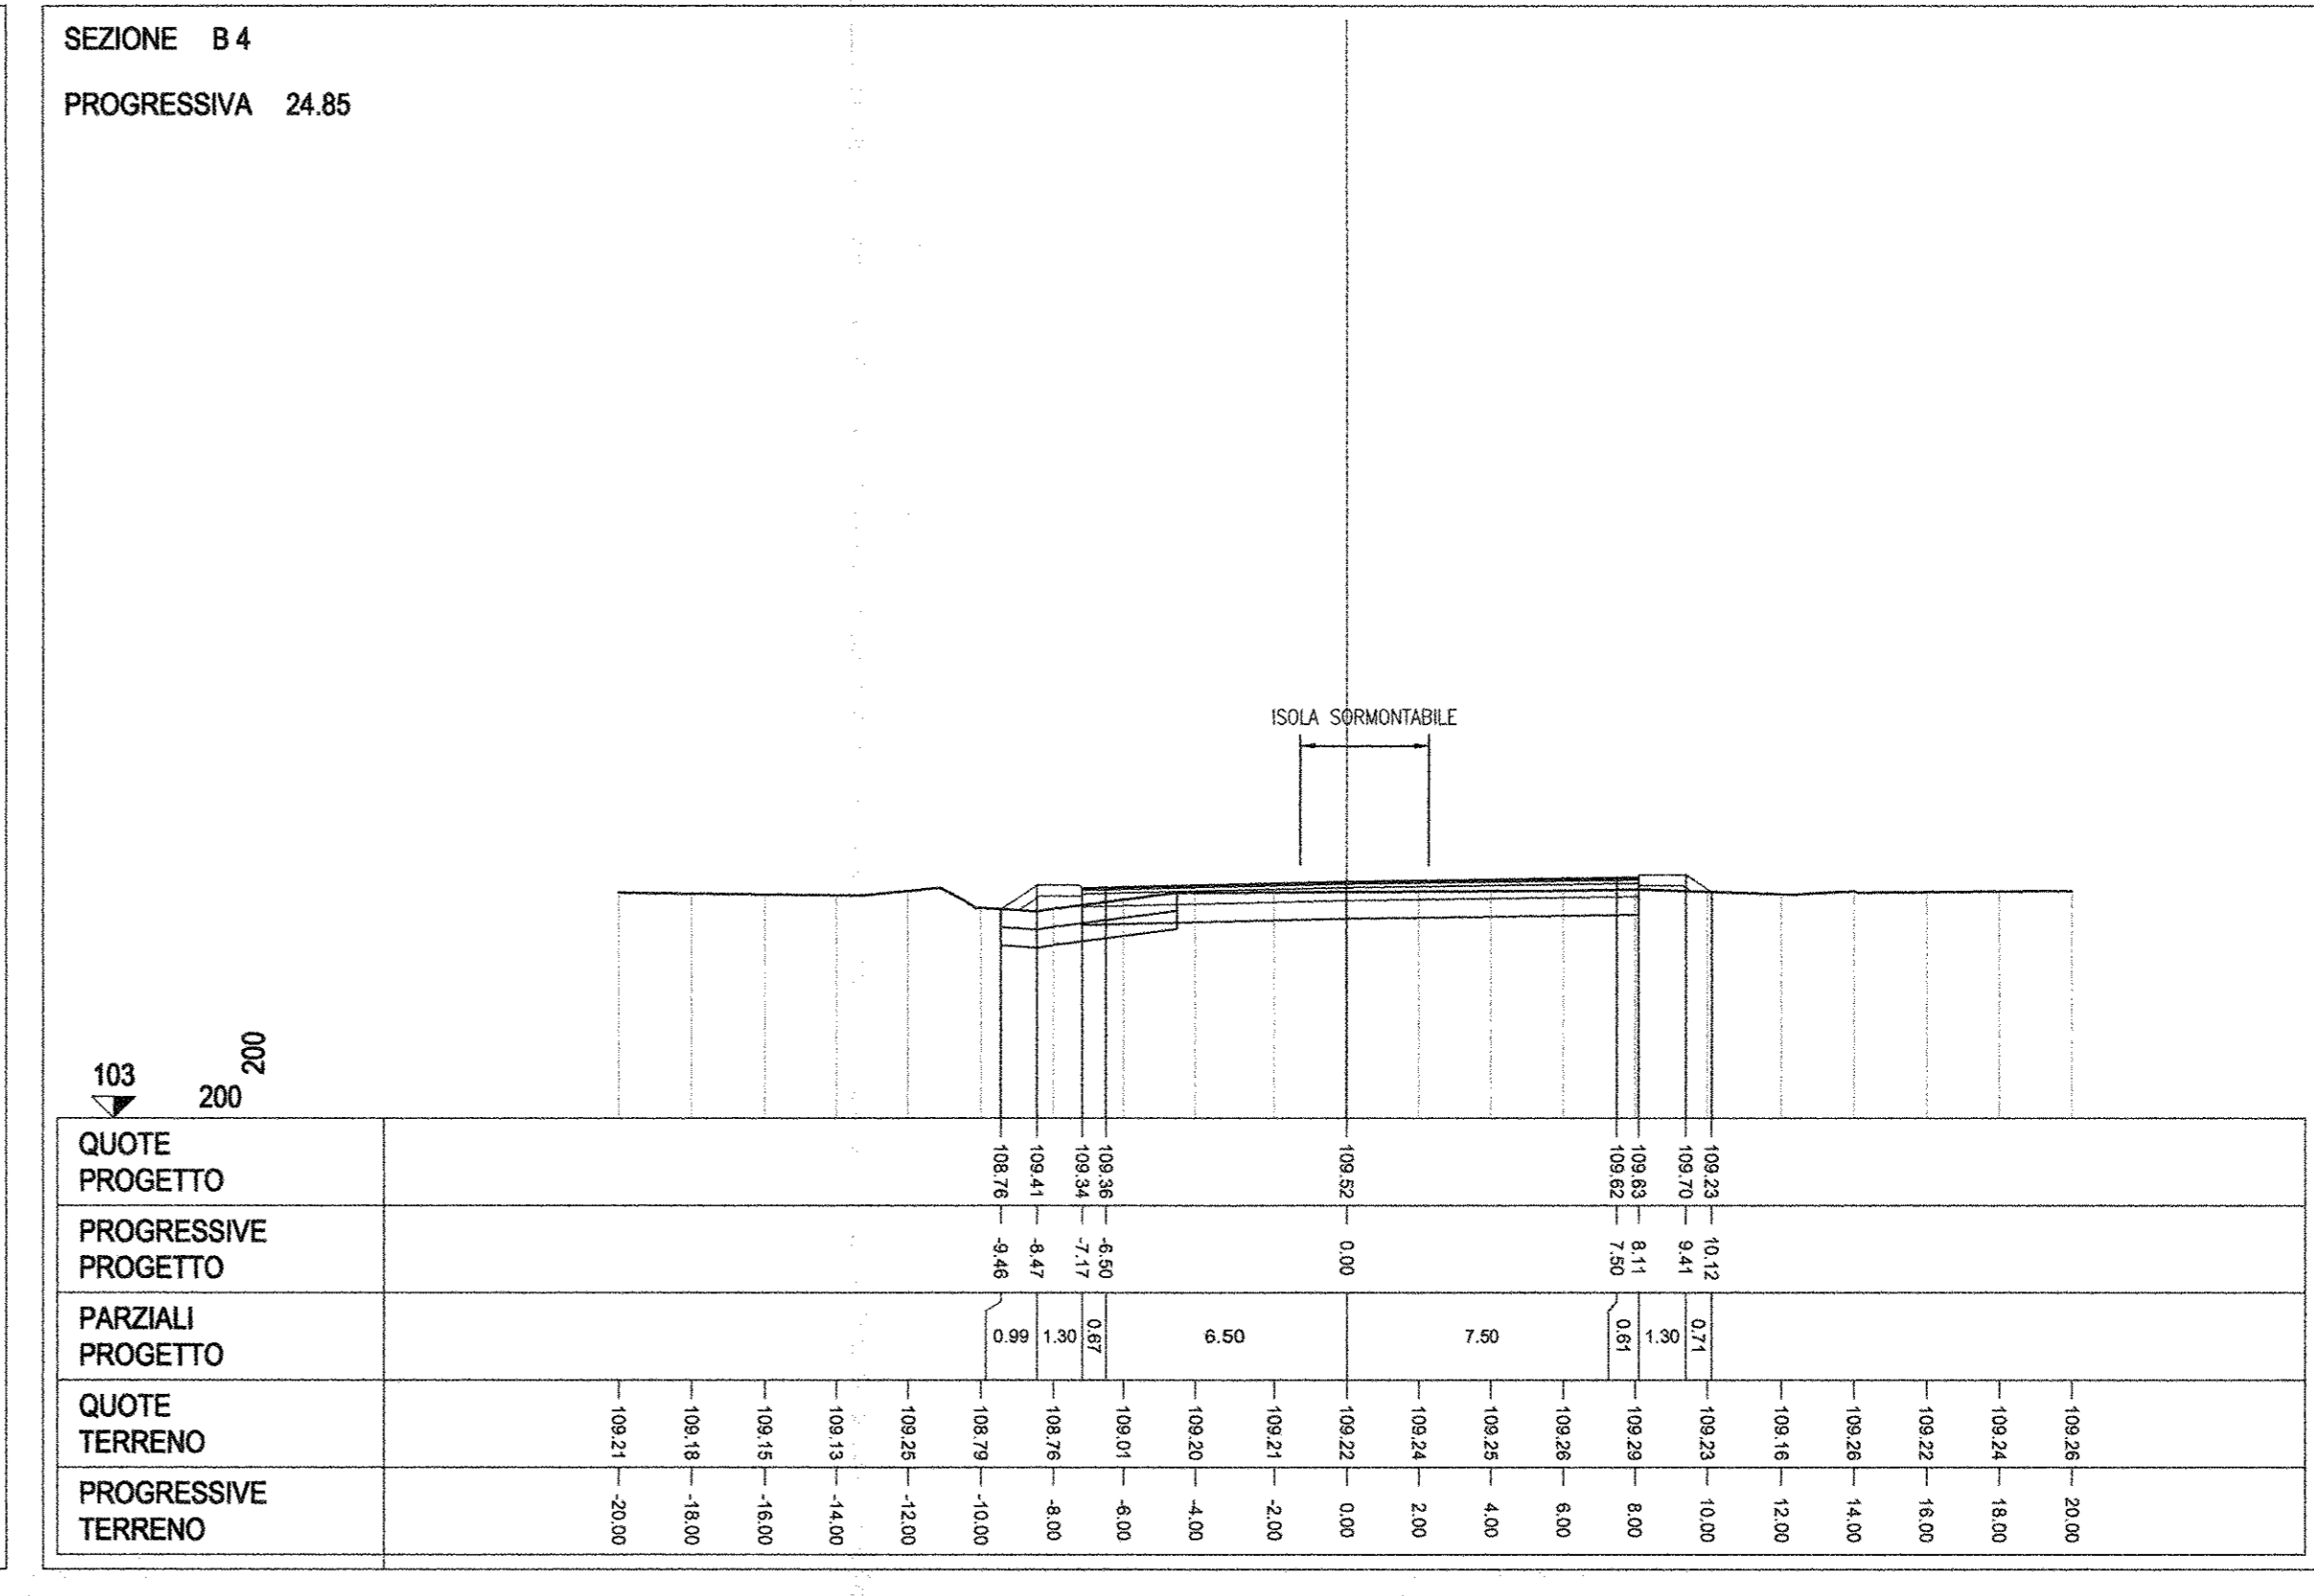 SEZIONE B 4
PROGRESSIVA 24.85
ISOLA SORMONTABILE
103
200
200
QUOTE
PROGETTO
108.76 109.41 109.34 109.36 109.52 109.62 109.63 109.70 109.23
PROGRESSIVE
PROGETTO
-9.46 -8.47 -7.17 -6.50 0.00 7.50 8.11 9.41 10.12
PARZIALI
PROGETTO
0.99 1.30 0.67 6.50 7.50 0.61 1.30 0.71
QUOTE
TERRENO
109.21 109.18 109.15 109.13 109.25 108.79 108.76 109.01 109.20 109.21 109.22 109.24 109.25 109.26 109.29 109.23 109.16 109.26 109.22 109.24 109.26
PROGRESSIVE
TERRENO
-20.00 -18.00 -16.00 -14.00 -12.00 -10.00 -8.00 -6.00 -4.00 -2.00 0.00 2.00 4.00 6.00 8.00 10.00 12.00 14.00 16.00 18.00 20.00